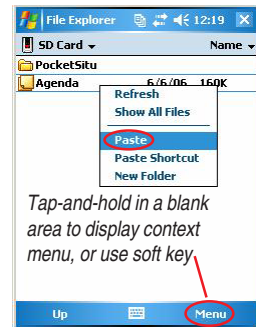 File Explorer 12:19
SD Card Name
PocketSitu
Agenda 6/6/06 160K
Refresh
Show All Files
Paste
Paste Shortcut
New Folder
Tap-and-hold in a blank
area to display context
menu, or use soft key
Up Menu